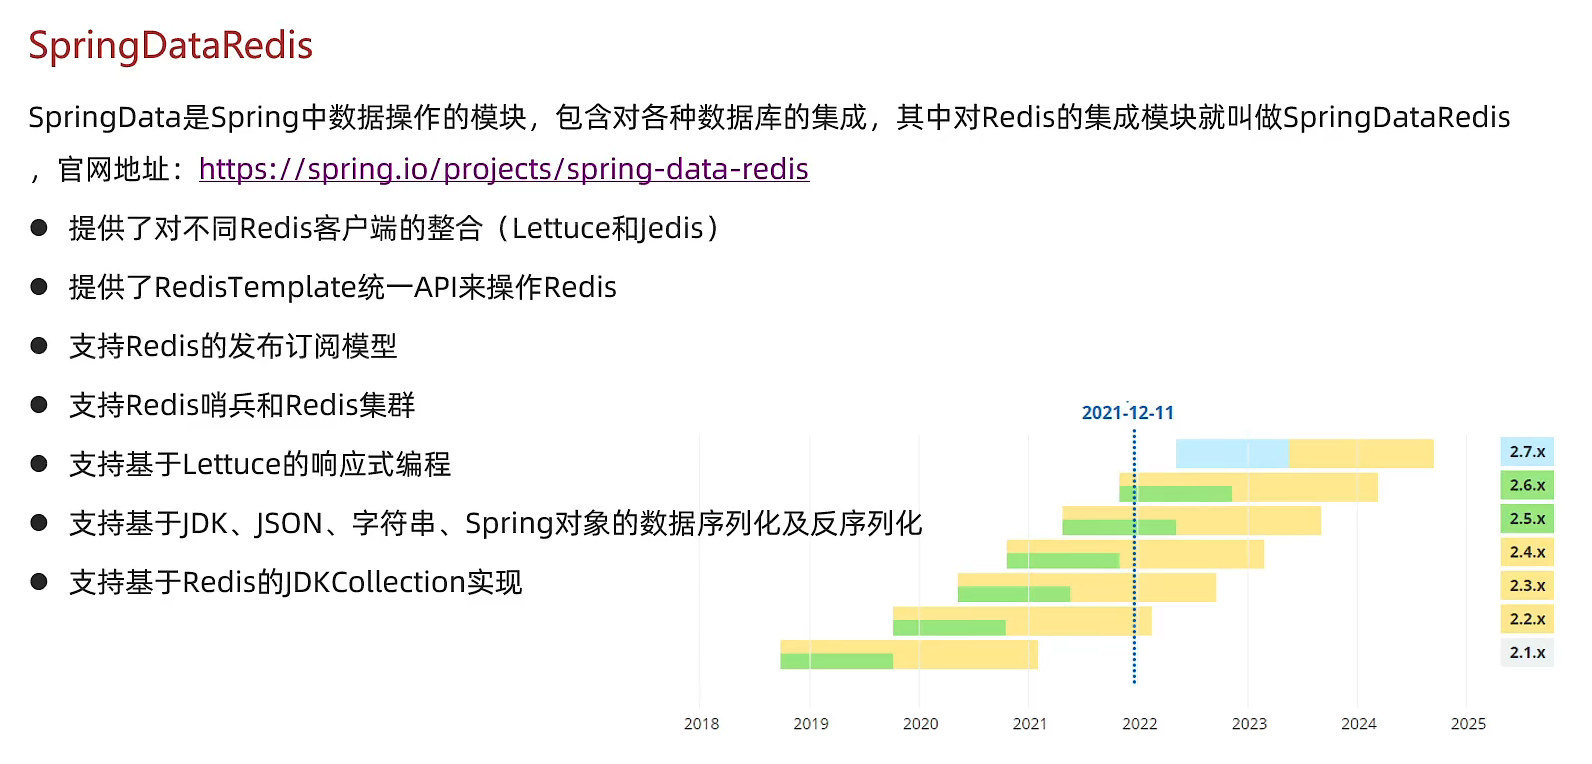 SpringDataRedis
SpringData是Spring中数据操作的模块，包含对各种数据库的集成，其中对Redis的集成模块就叫做SpringDataRedis
，官网地址：https://spring.io/projects/spring-data-redis
● 提供了对不同Redis客户端的整合（Lettuce和Jedis）
● 提供了RedisTemplate统一API来操作Redis
● 支持Redis的发布订阅模型
● 支持Redis哨兵和Redis集群
● 支持基于Lettuce的响应式编程
● 支持基于JDK、JSON、字符串、Spring对象的数据序列化及反序列化
● 支持基于Redis的JDKCollection实现
2021-12-11
2.7.x
2.6.x
2.5.x
2.4.x
2.3.x
2.2.x
2.1.x
2018 2019 2020 2021 2022 2023 2024 2025